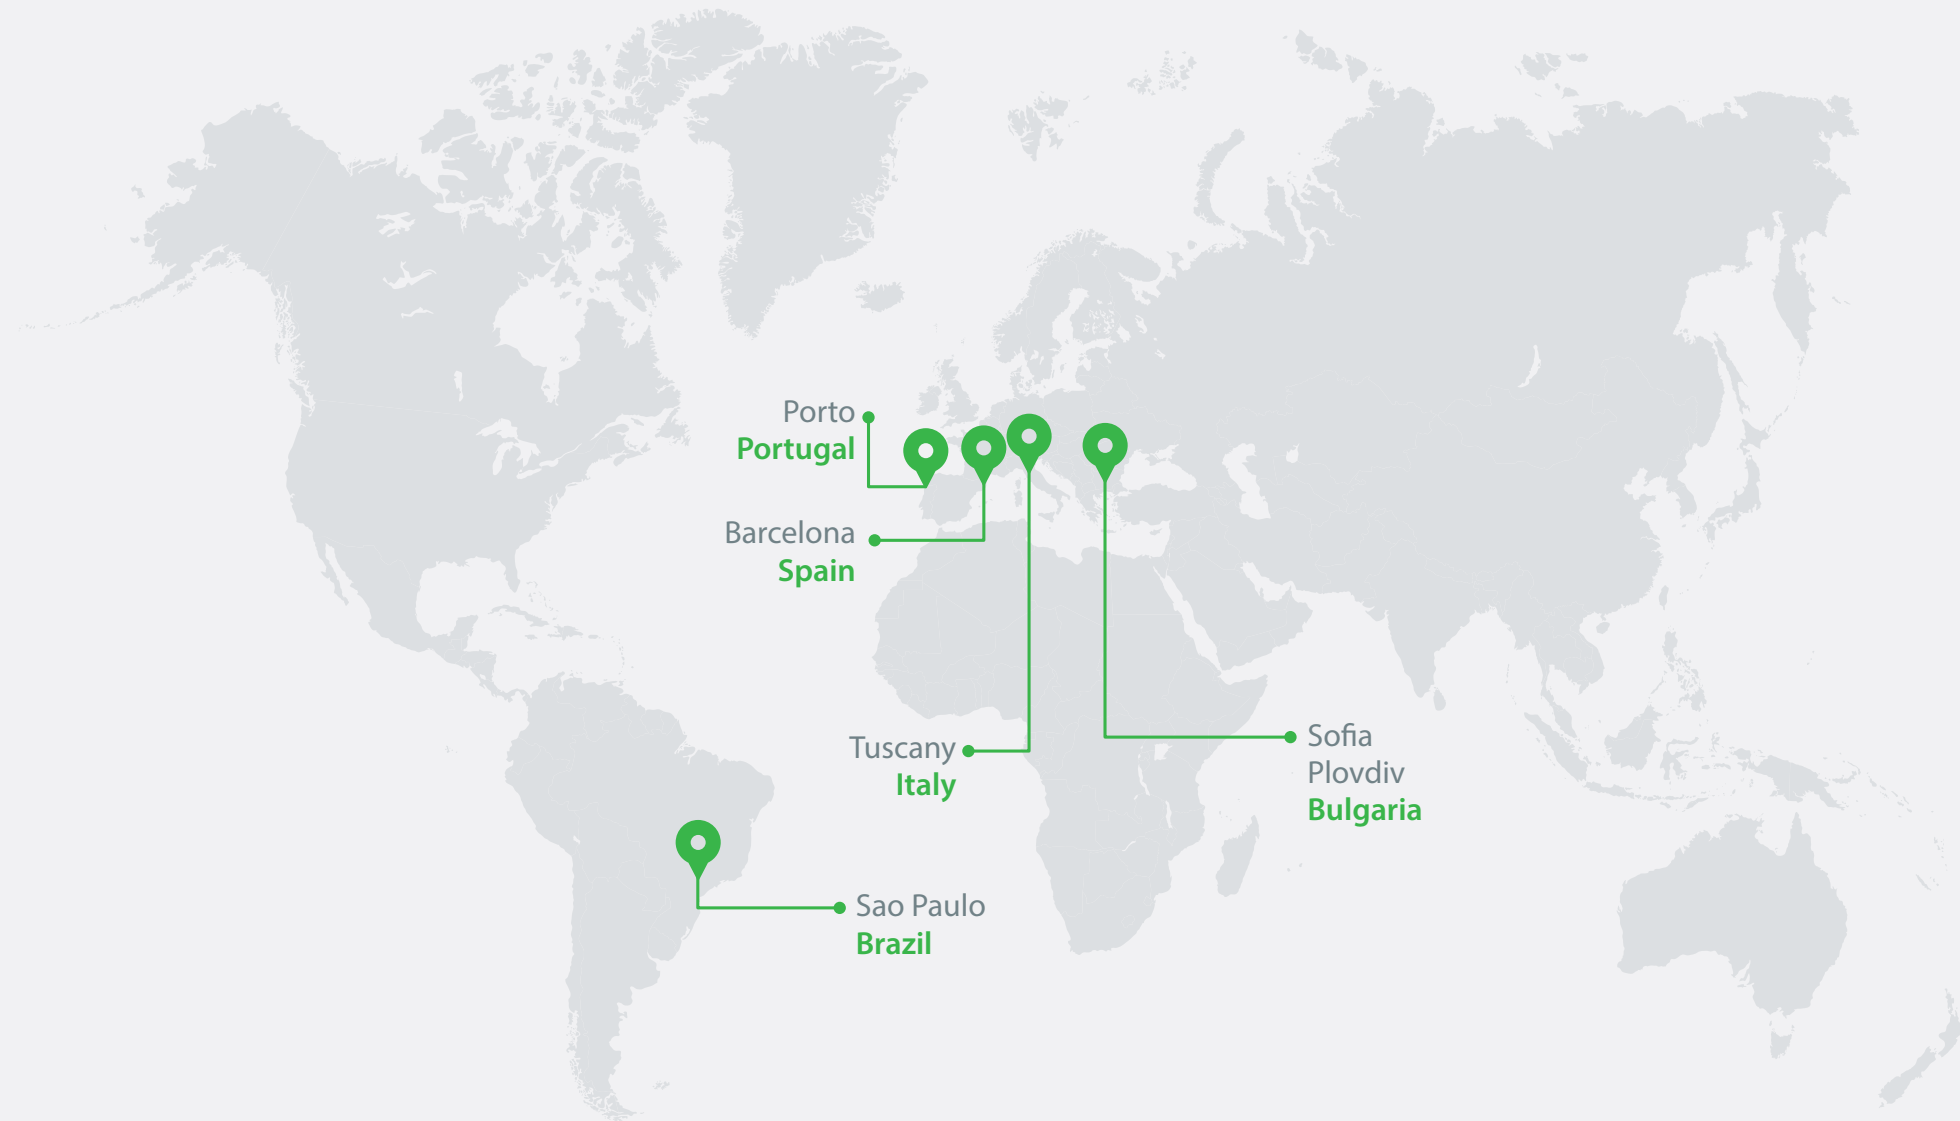 Porto
Portugal
Barcelona
Spain
Tuscany
Italy
Sofia
Plovdiv
Bulgaria
Sao Paulo
Brazil